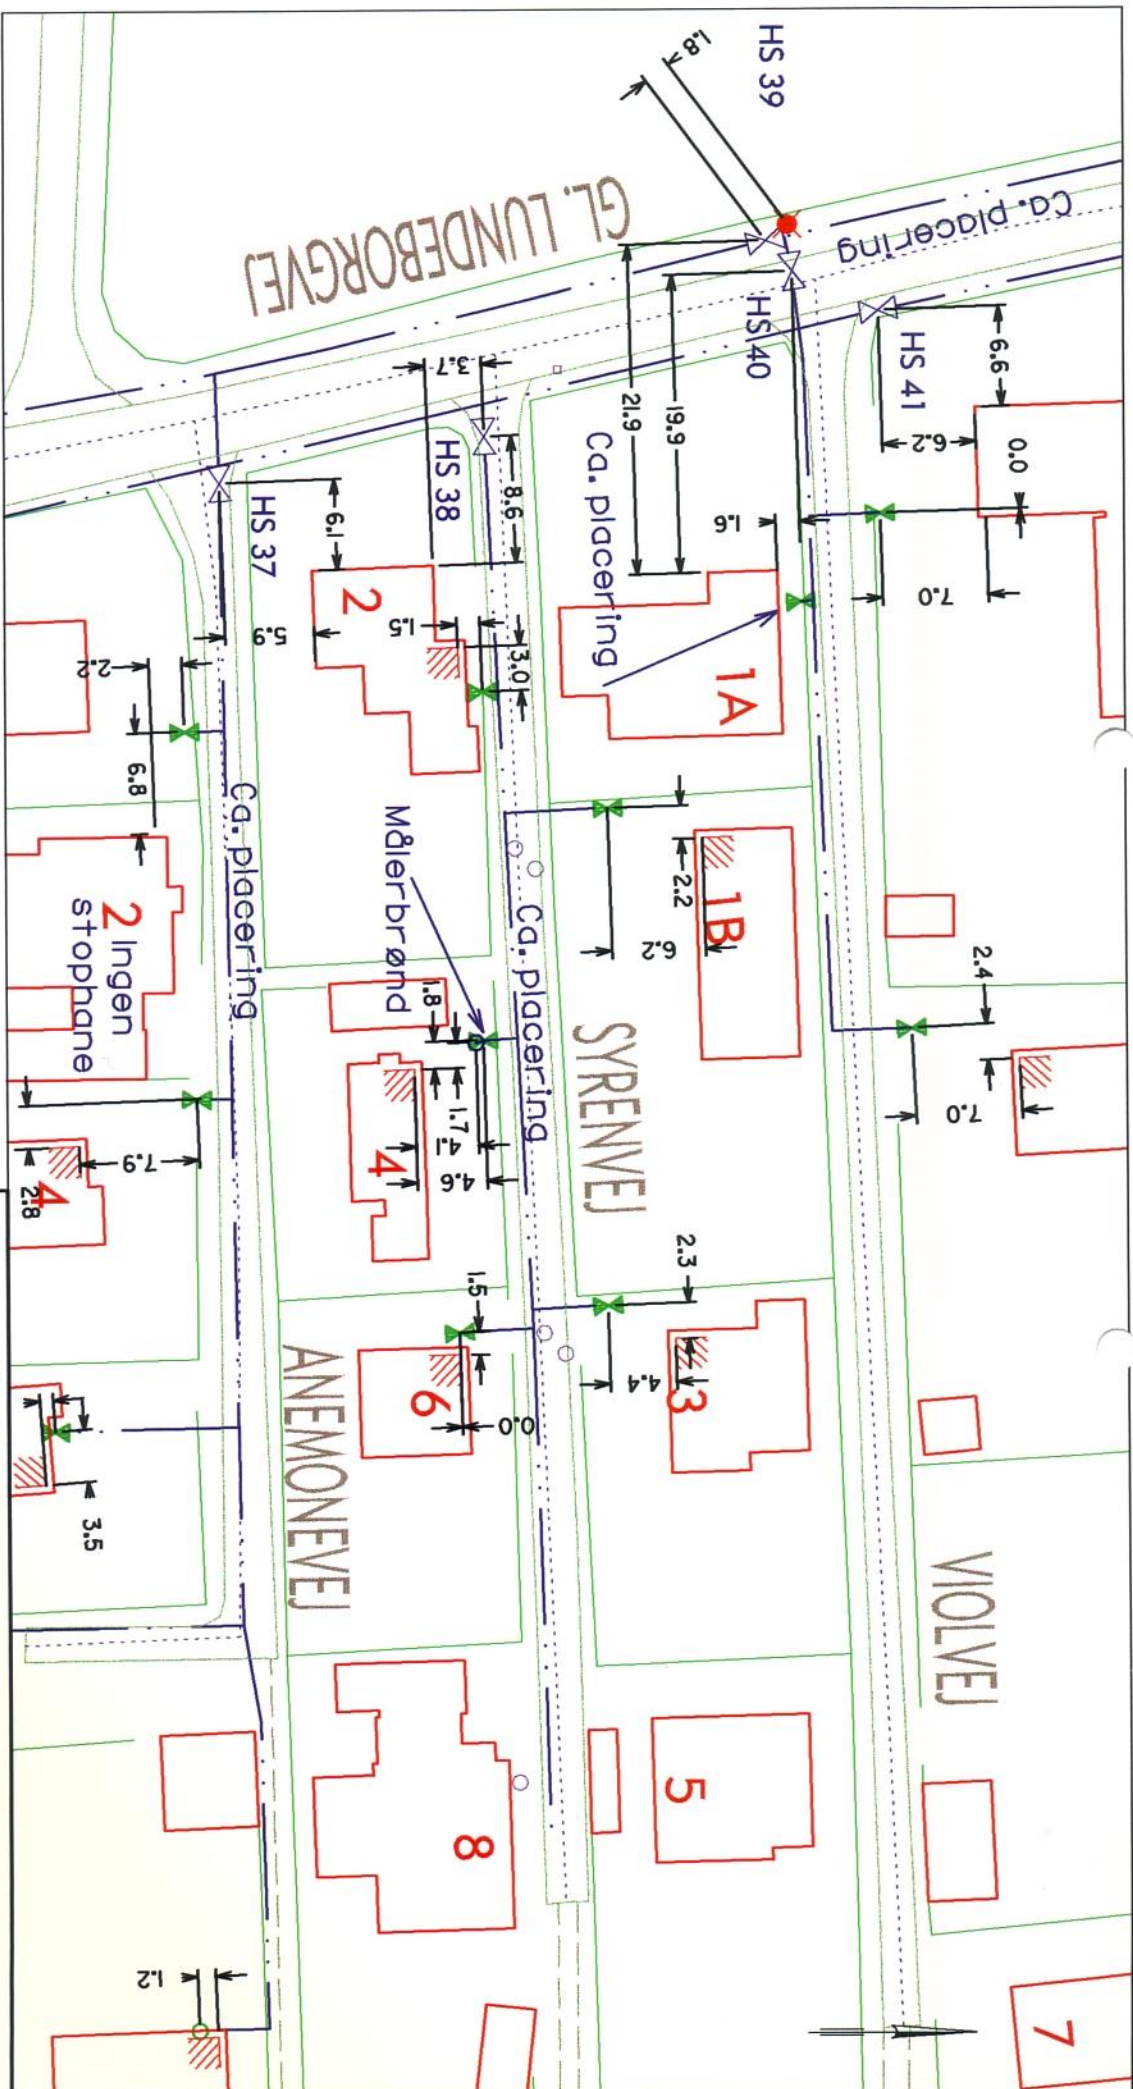 HS 39
1.8
GL. LUNDEBORGVEJ
Ca. placering
HS 40
HS 41
6.6
6.2
0.0
7.0
21.9
19.9
1.6
Ca. placering
1A
3.7
HS 38
8.6
HS 37
6.1
5.9
2
1.5
3.0
2.2
6.8
Ca. placering
2 Ingen
stophane
Målerbrønd
Ca. placering
1B
2.2
6.2
2.4
7.0
SYRENVEJ
1.8
1.7
4.1
4.6
4
7.9
4
2.8
2.3
4.4
3
1.5
0.0
6
ANEMONEVEJ
3.5
VIOLVEJ
5
8
7
1.2